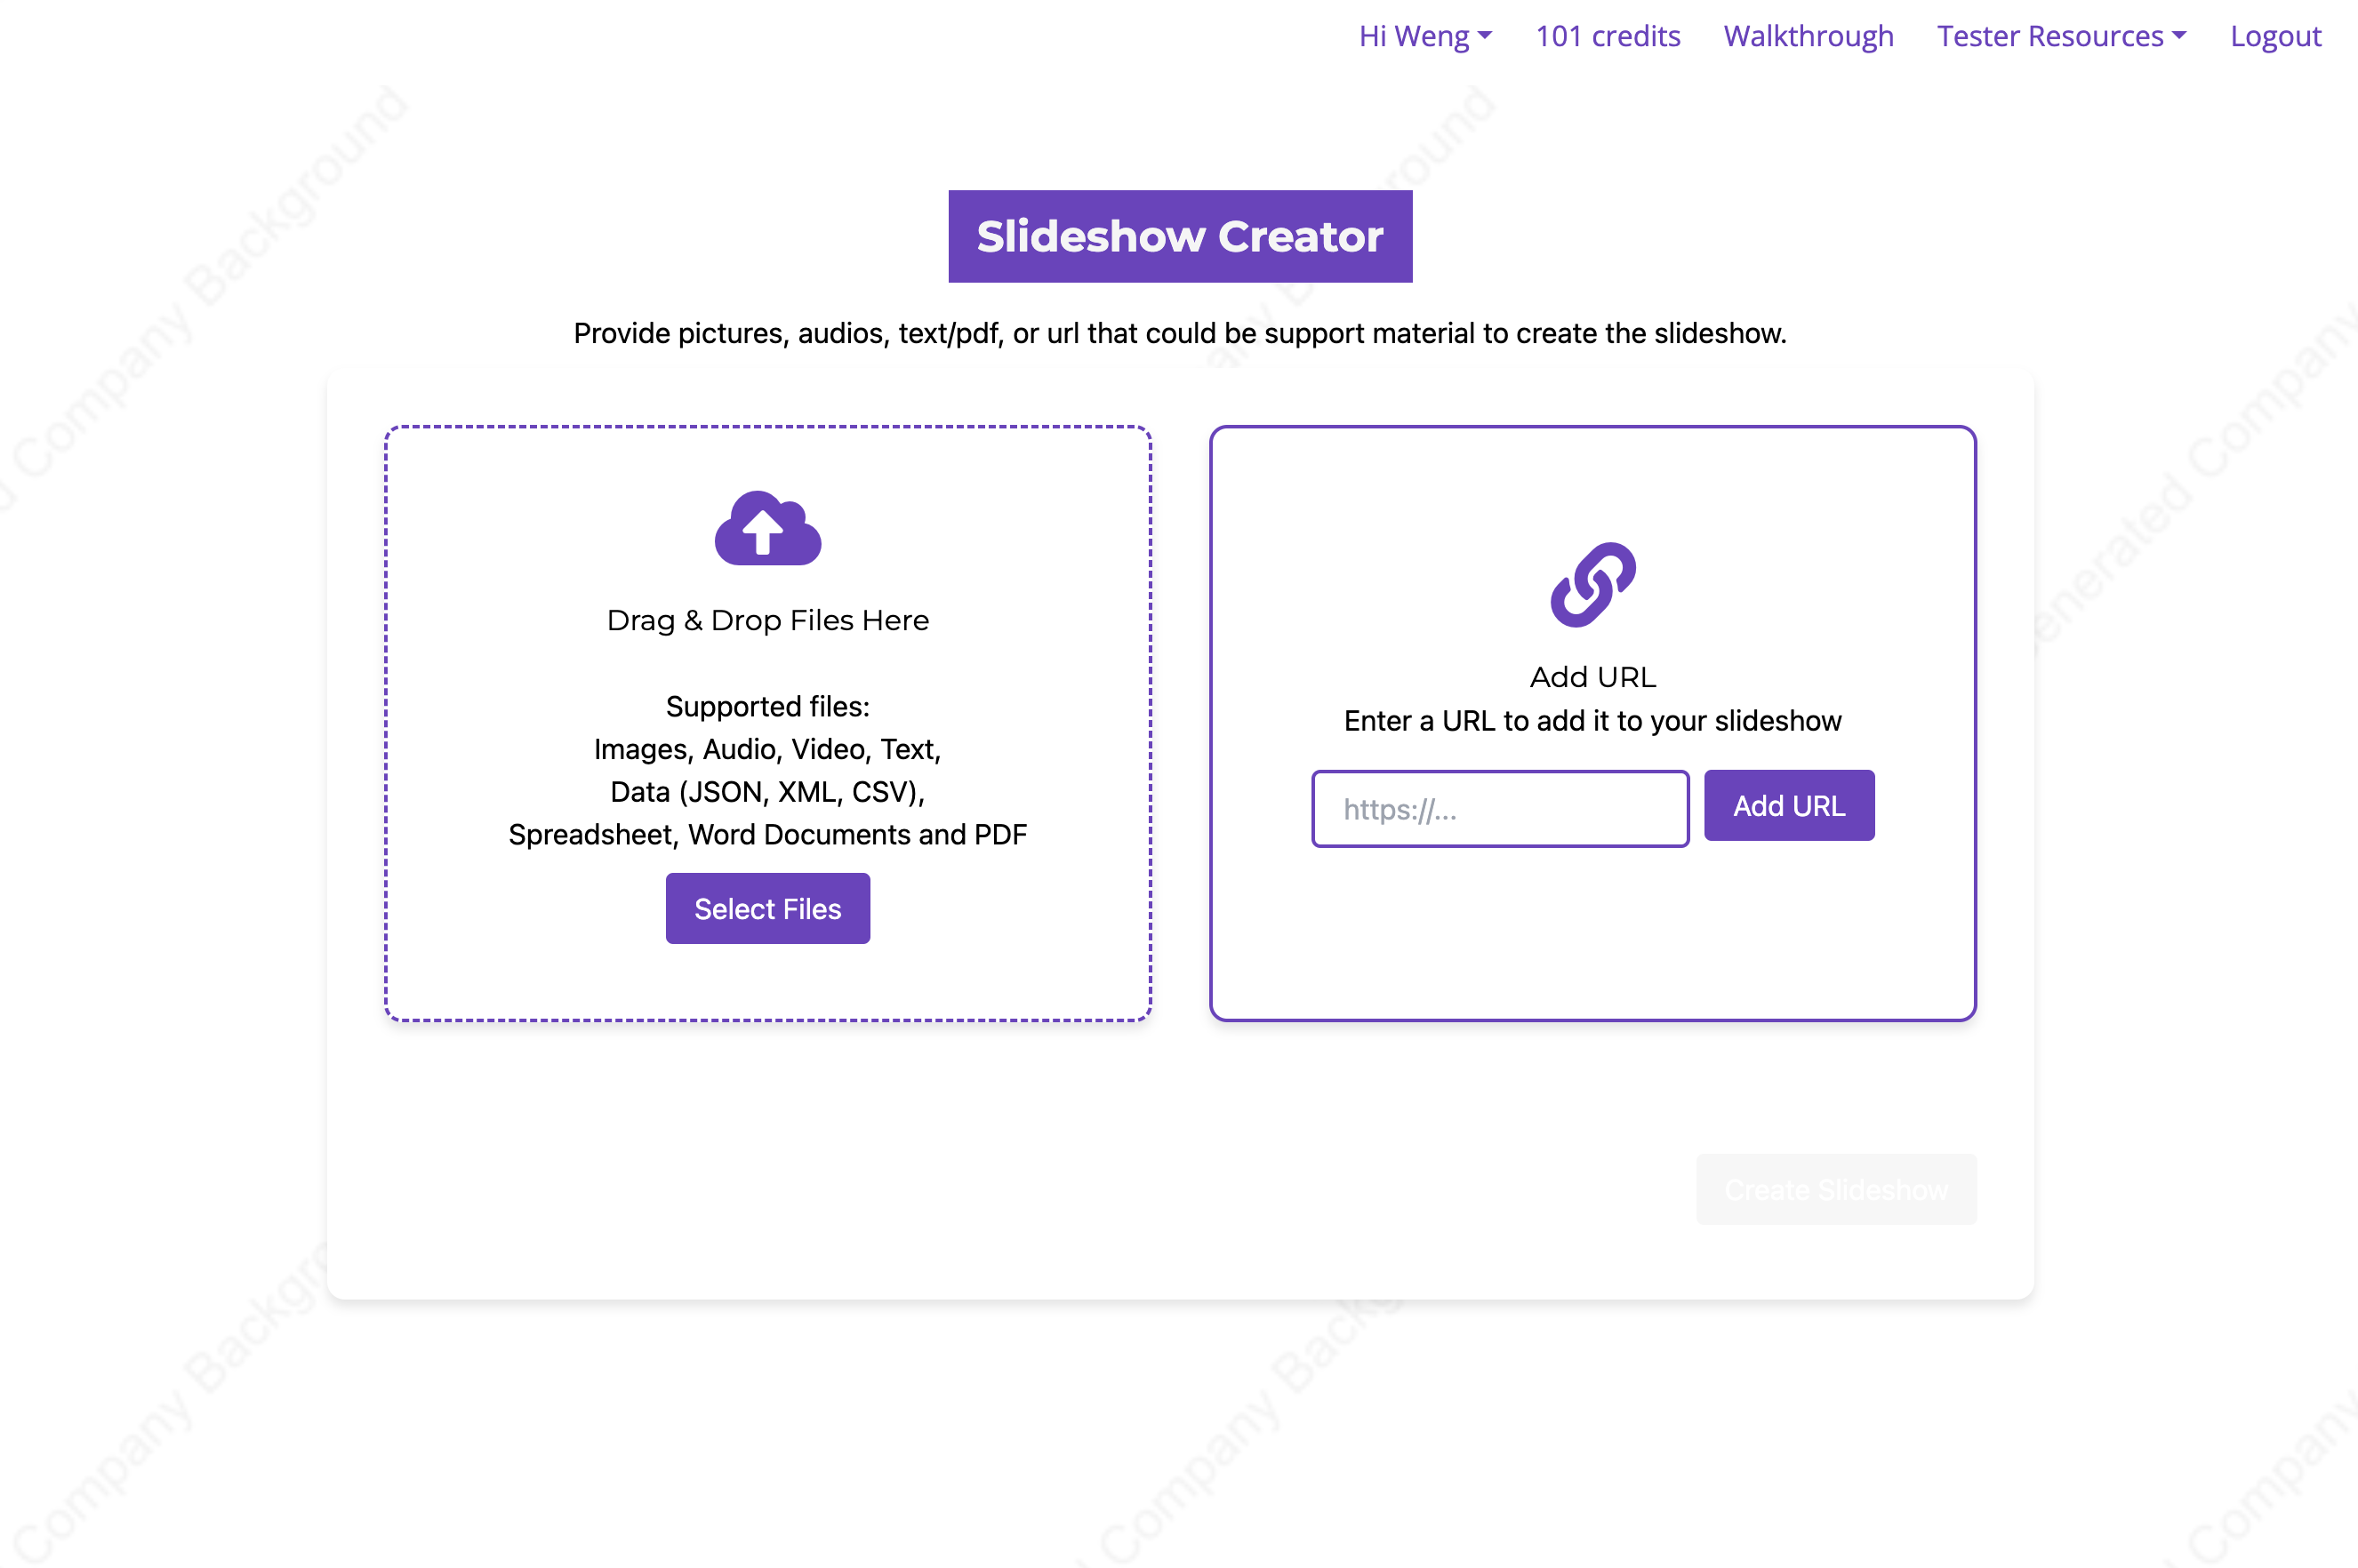 Hi Weng
101 credits
Walkthrough
Tester Resources
Logout
Slideshow Creator
Provide pictures, audios, text/pdf, or url that could be support material to create the slideshow.
Drag & Drop Files Here
Supported files:
Images, Audio, Video, Text,
Data (JSON, XML, CSV),
Spreadsheet, Word Documents and PDF
Select Files
Add URL
Enter a URL to add it to your slideshow
https://...
Add URL
Create Slideshow
Company Background
Generated Company
Company Background
Company Background
Company